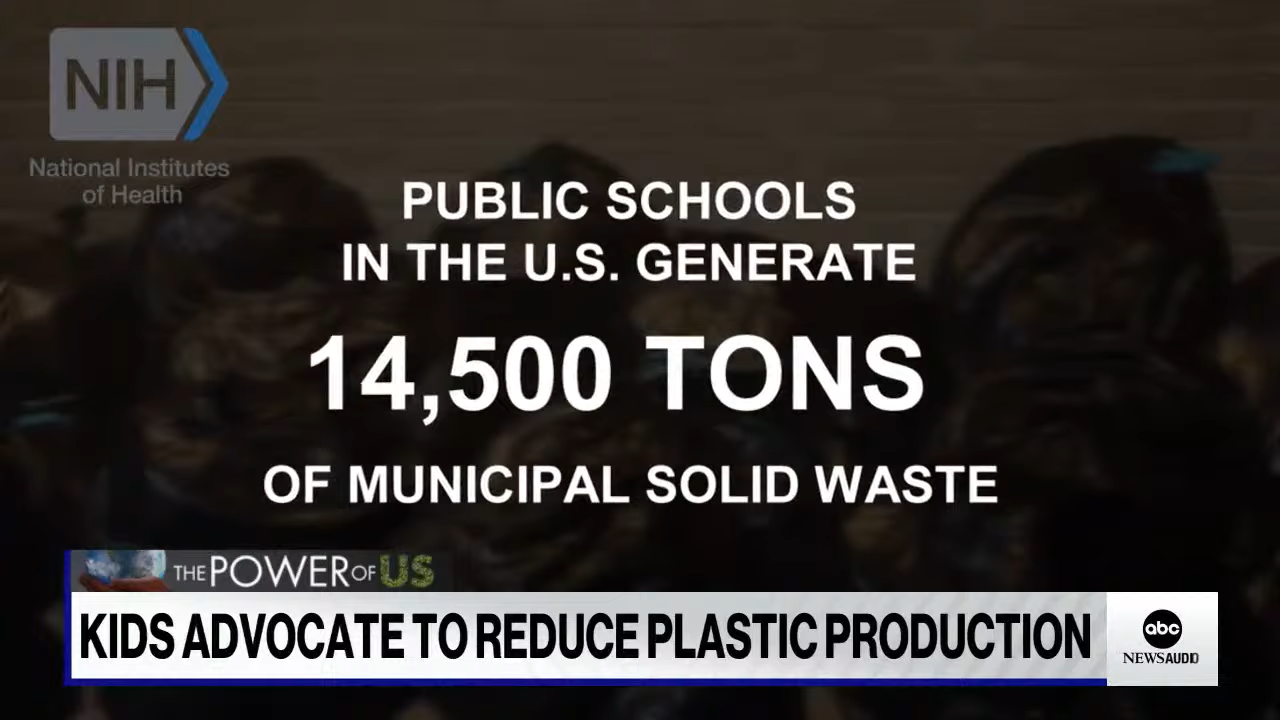 NIH
National Institutes
of Health
PUBLIC SCHOOLS
IN THE U.S. GENERATE
14,500 TONS
OF MUNICIPAL SOLID WASTE
THE POWER OF US
KIDS ADVOCATE TO REDUCE PLASTIC PRODUCTION
abc
NEWS AUDIO